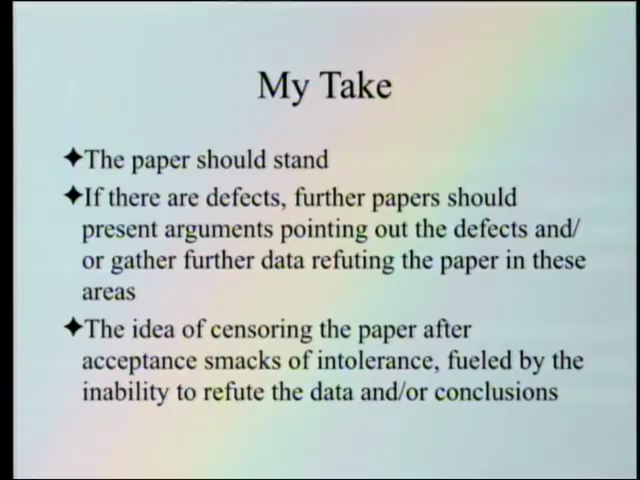 My Take
✦The paper should stand
✦If there are defects, further papers should
present arguments pointing out the defects and/
or gather further data refuting the paper in these
areas
✦The idea of censoring the paper after
acceptance smacks of intolerance, fueled by the
inability to refute the data and/or conclusions